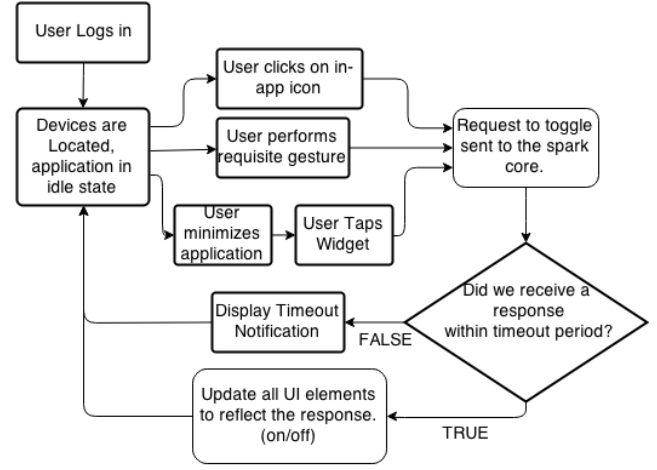 User Logs in
Devices are
Located,
application in
idle state
User clicks on in-
app icon
User performs
requisite gesture
User
minimizes
application
User Taps
Widget
Request to toggle
sent to the spark
core.
Did we receive a
response
within timeout period?
FALSE
Display Timeout
Notification
TRUE
Update all UI elements
to reflect the response.
(on/off)